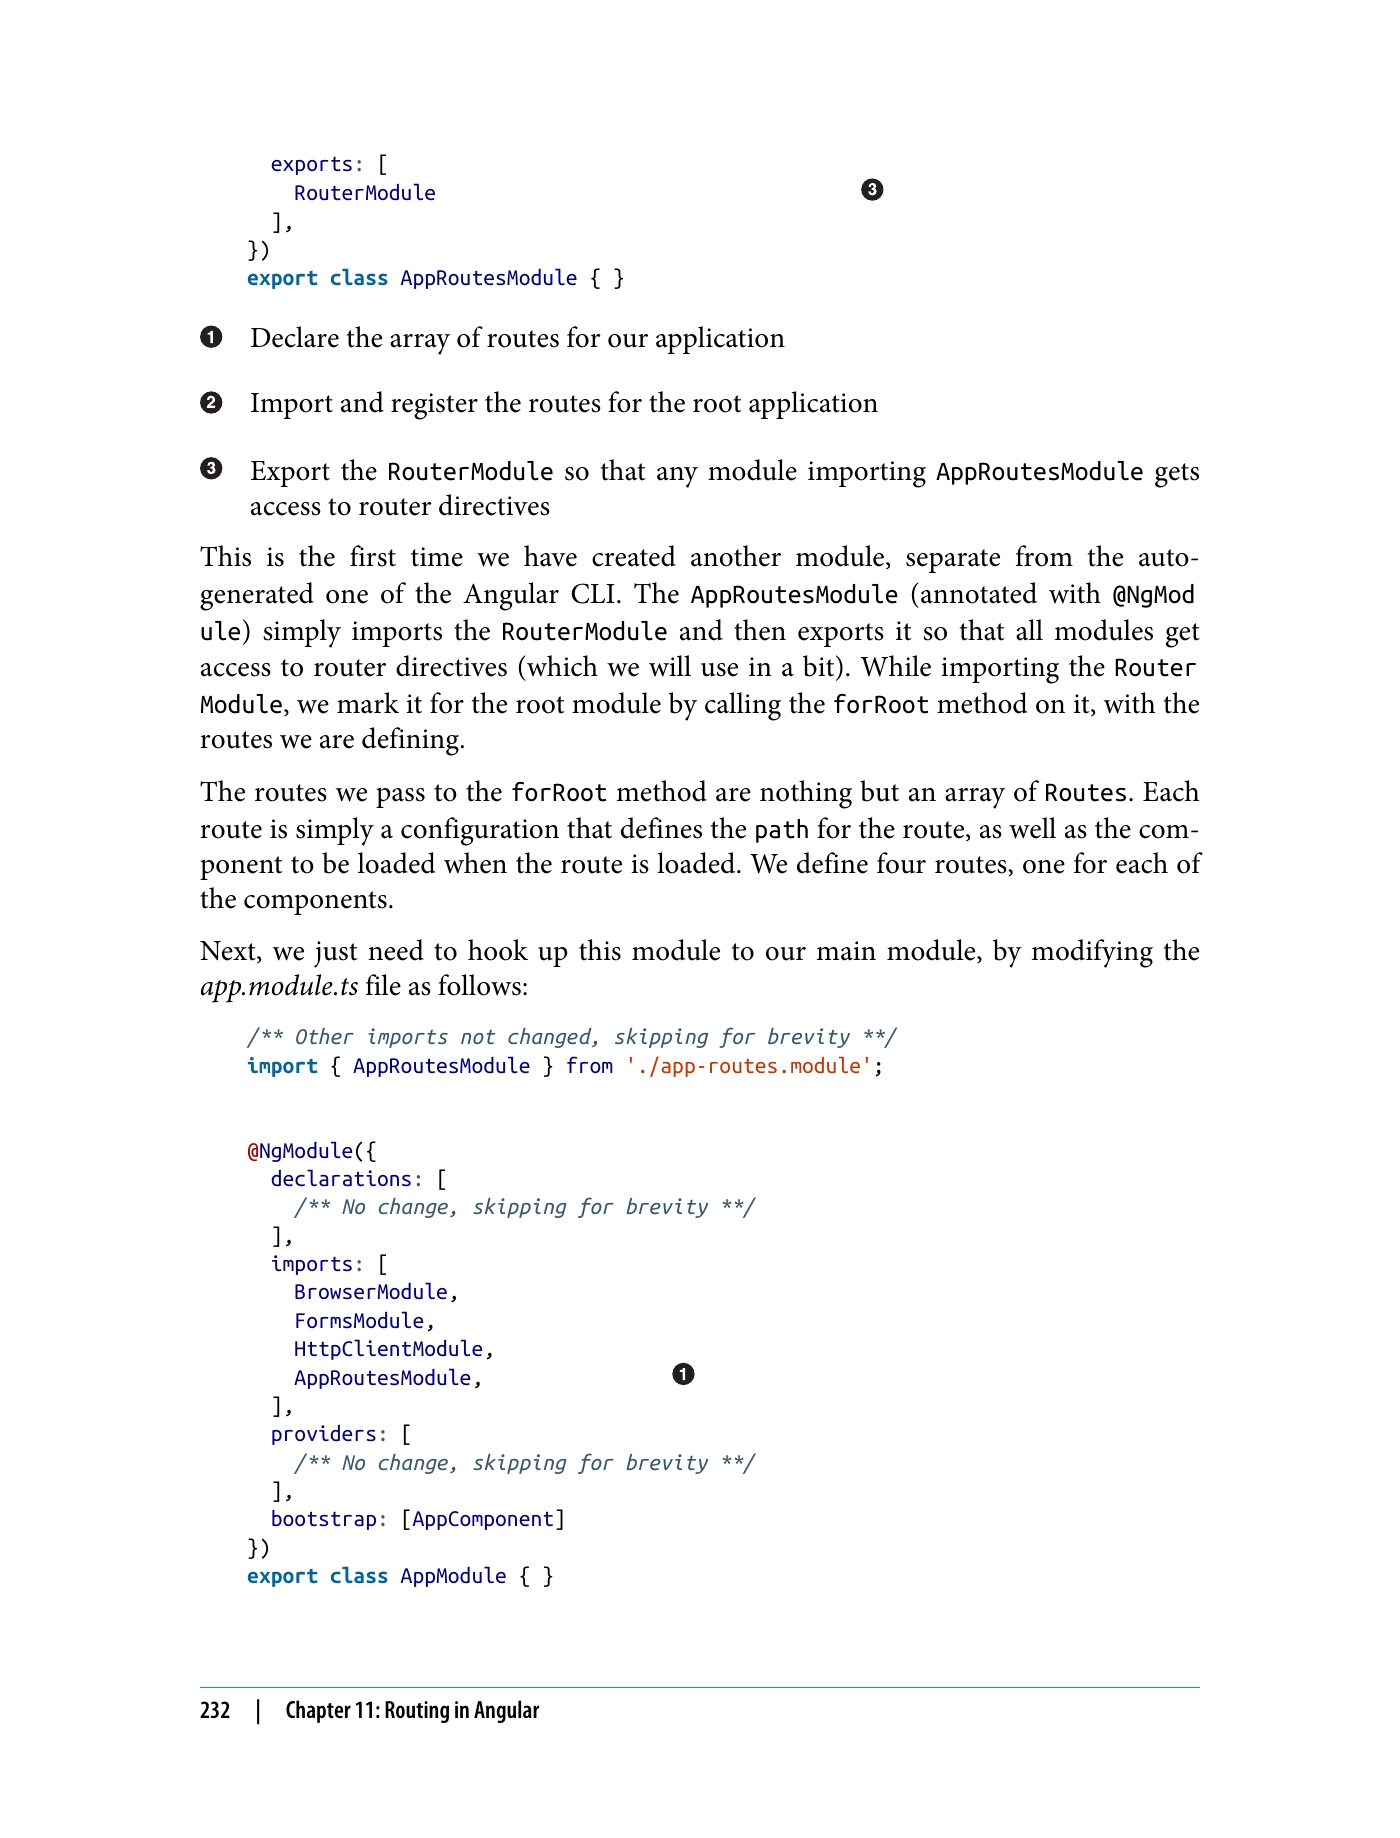 exports: [
RouterModule ❸
],
})
export class AppRoutesModule { }
❶ Declare the array of routes for our application
❷ Import and register the routes for the root application
❸ Export the RouterModule so that any module importing AppRoutesModule gets
access to router directives
This is the first time we have created another module, separate from the auto-
generated one of the Angular CLI. The AppRoutesModule (annotated with @NgMod
ule) simply imports the RouterModule and then exports it so that all modules get
access to router directives (which we will use in a bit). While importing the Router
Module, we mark it for the root module by calling the forRoot method on it, with the
routes we are defining.
The routes we pass to the forRoot method are nothing but an array of Routes. Each
route is simply a configuration that defines the path for the route, as well as the com-
ponent to be loaded when the route is loaded. We define four routes, one for each of
the components.
Next, we just need to hook up this module to our main module, by modifying the
app.module.ts file as follows:
/** Other imports not changed, skipping for brevity **/
import { AppRoutesModule } from './app-routes.module';
@NgModule({
declarations: [
/** No change, skipping for brevity **/
],
imports: [
BrowserModule,
FormsModule,
HttpClientModule,
AppRoutesModule, ❶
],
providers: [
/** No change, skipping for brevity **/
],
bootstrap: [AppComponent]
})
export class AppModule { }
232 | Chapter 11: Routing in Angular